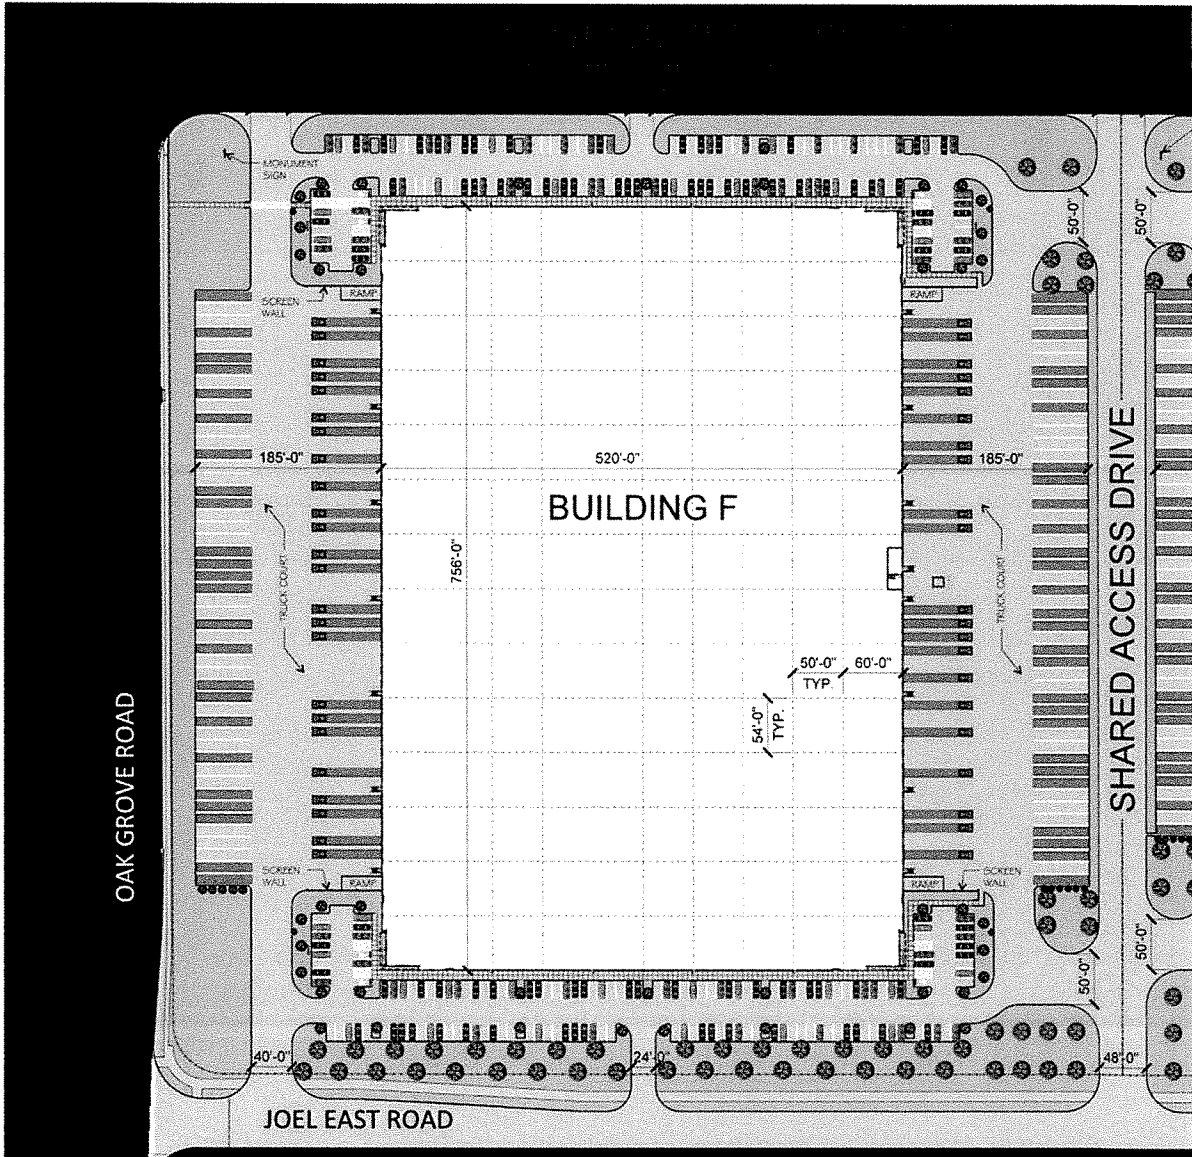 MONUMENT
SIGN
50'-0"
50'-0"
SCREEN
WALL
RAMP
RAMP
185'-0"
520'-0"
185'-0"
BUILDING F
756'-0"
TRUCK COURT
TRUCK COURT
SHARED ACCESS DRIVE
50'-0"
60'-0"
TYP.
54'-0"
TYP.
OAK GROVE ROAD
SCREEN
WALL
RAMP
RAMP
SCREEN
WALL
50'-0"
50'-0"
40'-0"
24'-0"
48'-0"
JOEL EAST ROAD